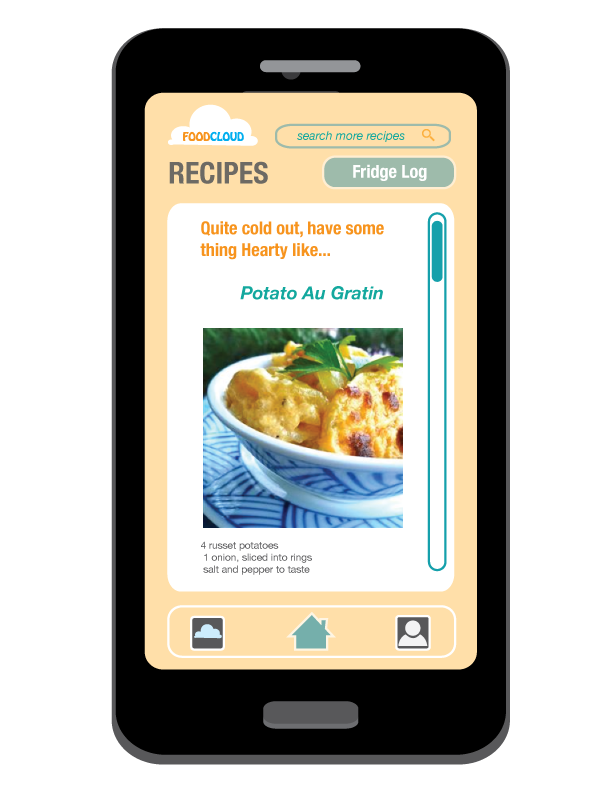 FOODCLOUD
search more recipes
RECIPES
Fridge Log
Quite cold out, have some
thing Hearty like...
Potato Au Gratin
4 russet potatoes
1 onion, sliced into rings
salt and pepper to taste